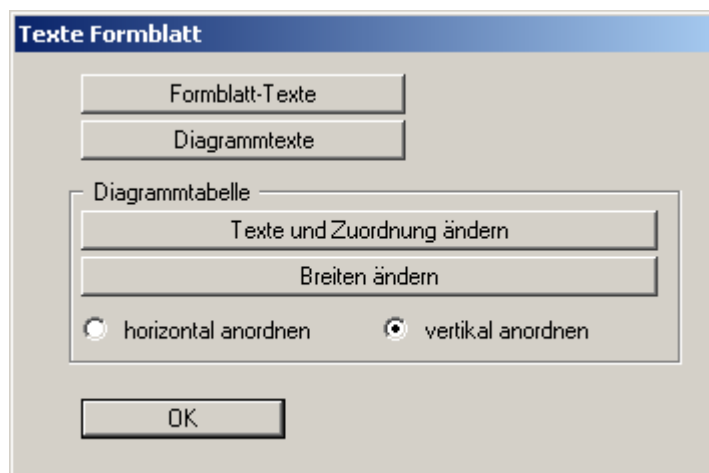 Texte Formblatt
Formblatt-Texte
Diagrammtexte
Diagrammtabelle
Texte und Zuordnung ändern
Breiten ändern
horizontal anordnen vertikal anordnen
OK